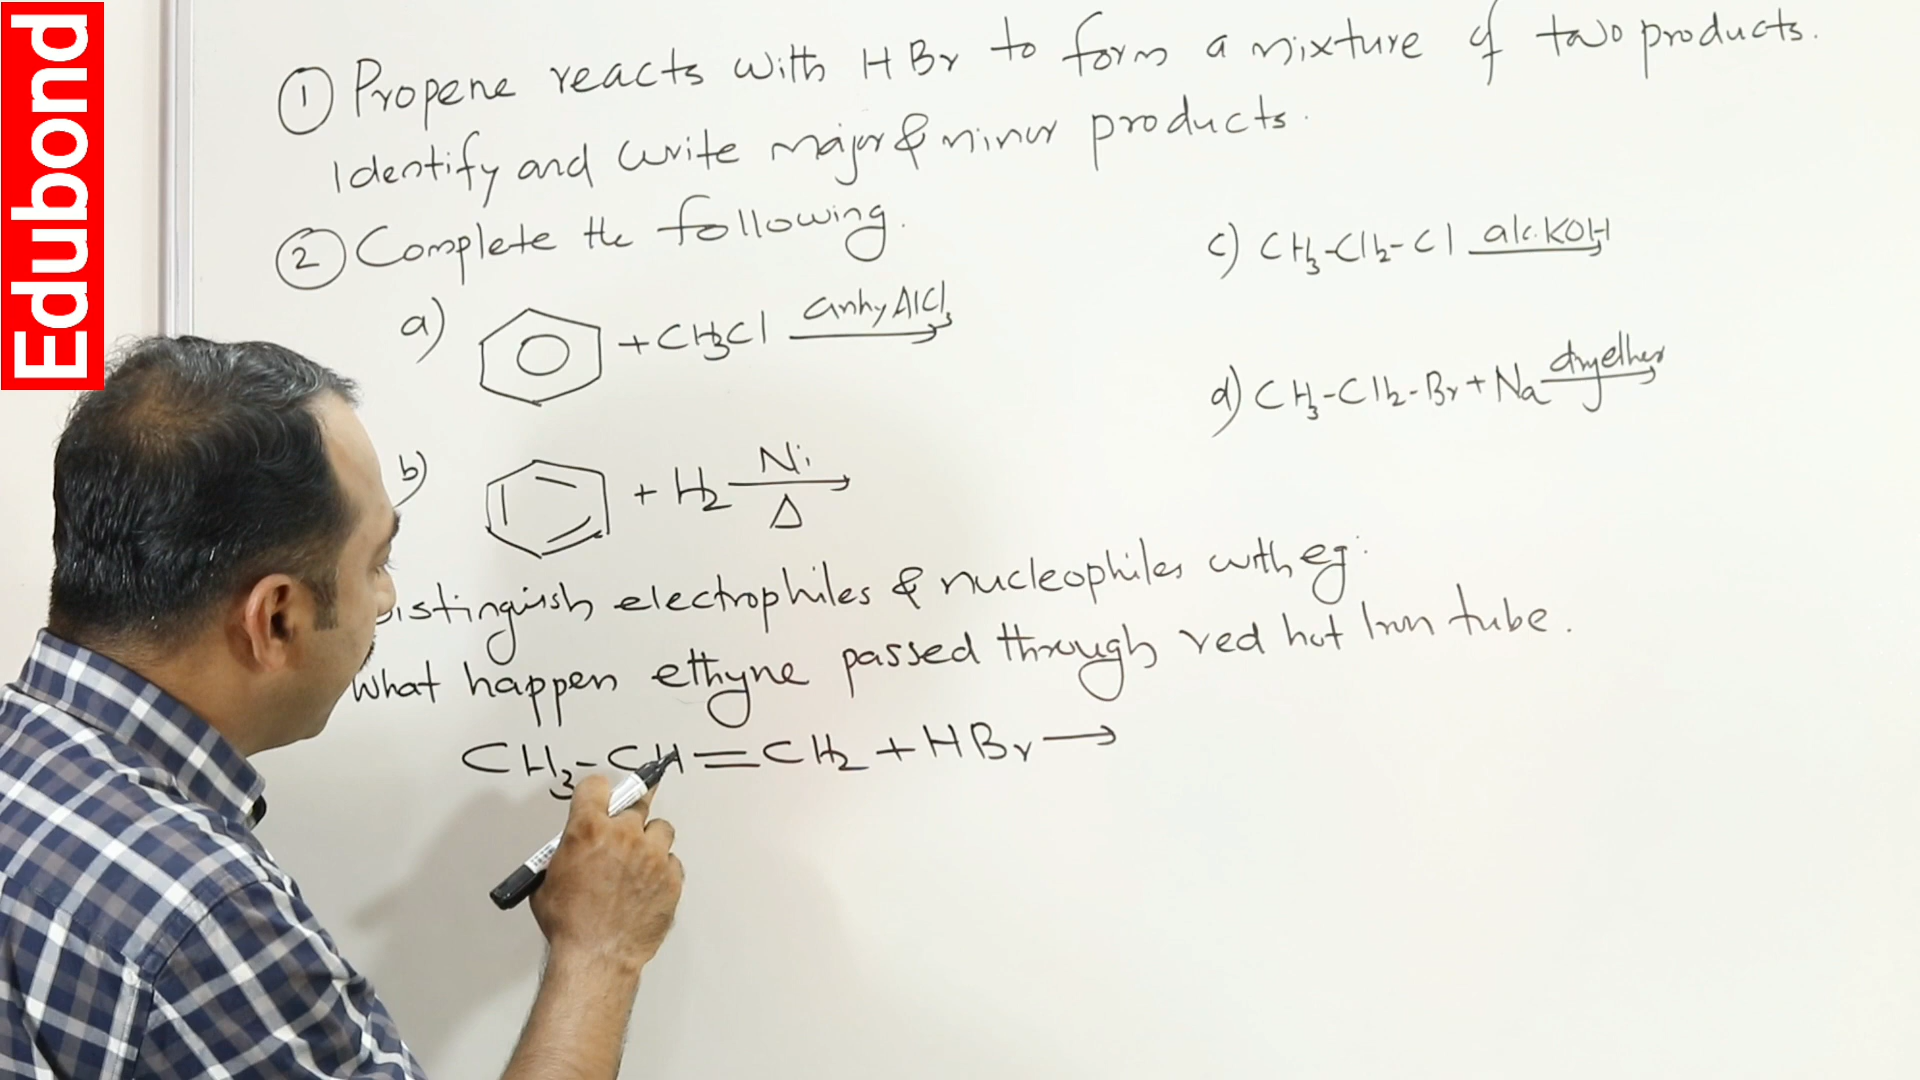 Edubond
① Propene reacts with HBr to form a mixture of two products.
Identify and write major & minor products.
② Complete the following.
a) + CH3Cl anhy AlCl3
b) + H2 Ni Δ
c) CH3-CH2-Cl alc. KOH
d) CH3-CH2-Br + Na dryether
istinguish electrophiles & nucleophiles with eg:
What happen ethyne passed through red hot Iron tube.
CH3-CH=CH2 + HBr →